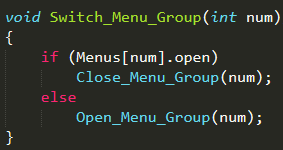 void Switch_Menu_Group(int num)
{
    if (Menus[num].open)
        Close_Menu_Group(num);
    else
        Open_Menu_Group(num);
}